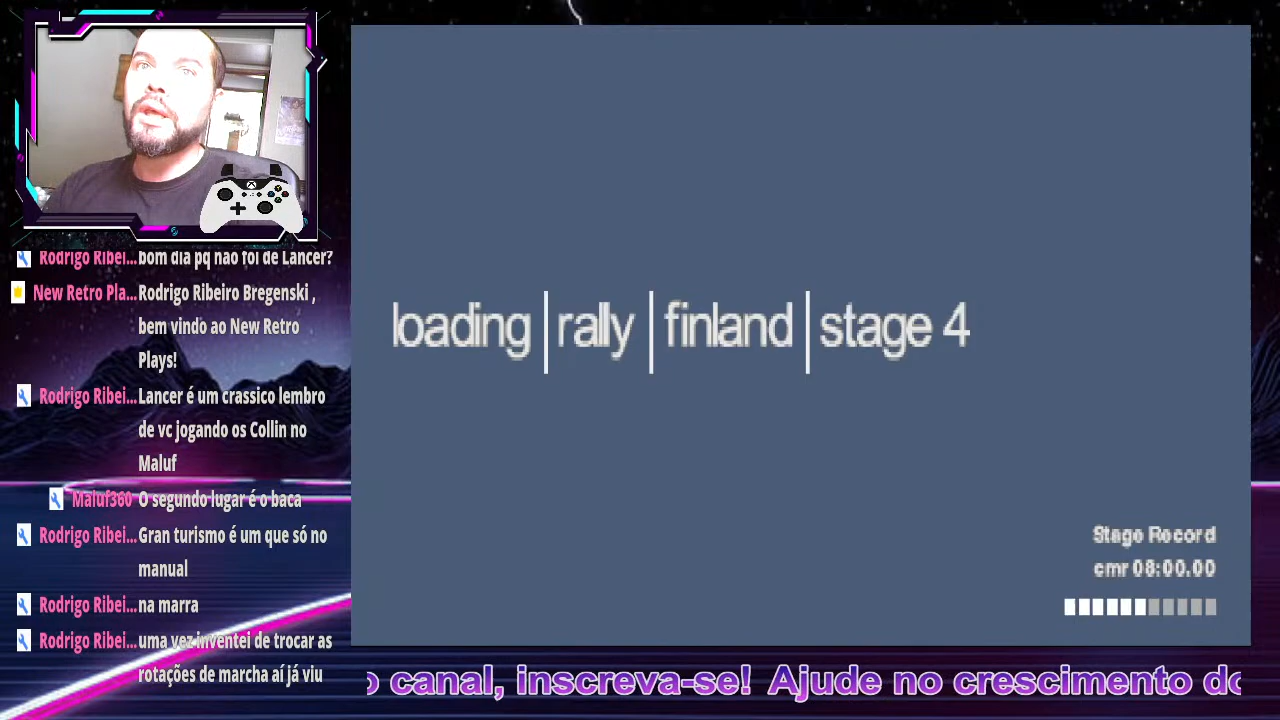 Rodrigo Ribei... bom dia pq nao foi de Lancer?
New Retro Pla... Rodrigo Ribeiro Bregenski ,
bem vindo ao New Retro
Plays!
Rodrigo Ribei... Lancer é um crassico lembro
de vc jogando os Collin no
Maluf
Maluf360 O segundo lugar é o baca
Rodrigo Ribei... Gran turismo é um que só no
manual
Rodrigo Ribei... na marra
Rodrigo Ribei... uma vez inventei de trocar as
rotações de marcha aí já viu
loading | rally | finland | stage 4
Stage Record
cmr 08:00.00
canal, inscreva-se! Ajude no crescimento